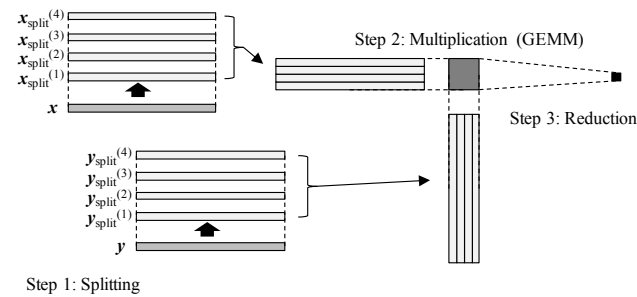 x_split^(4)
x_split^(3)
x_split^(2)
x_split^(1)
x
Step 2: Multiplication (GEMM)
Step 3: Reduction
y_split^(4)
y_split^(3)
y_split^(2)
y_split^(1)
y
Step 1: Splitting